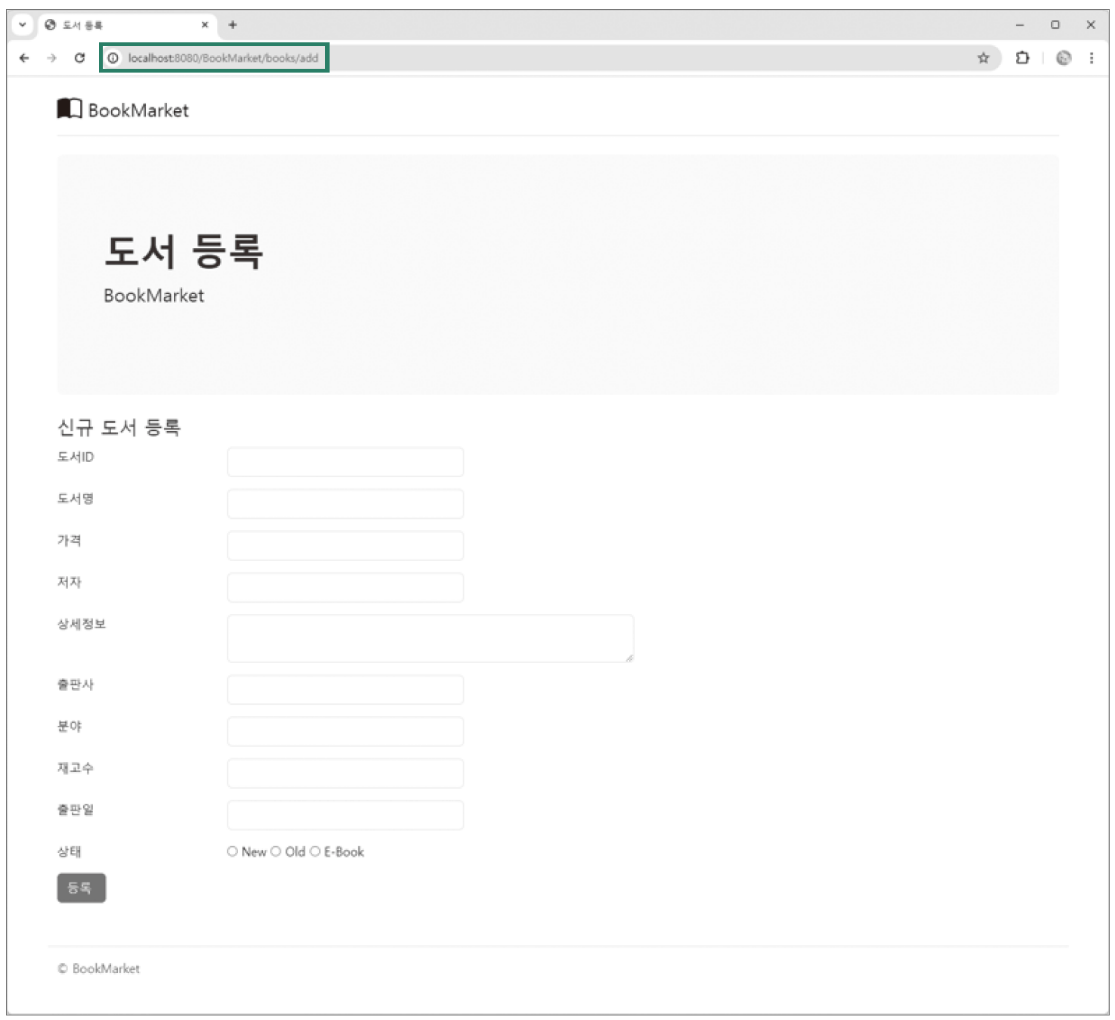 도서 등록
localhost:8080/BookMarket/books/add
BookMarket
도서 등록
BookMarket
신규 도서 등록
도서ID
도서명
가격
저자
상세정보
출판사
분야
재고수
출판일
상태 New Old E-Book
등록
© BookMarket